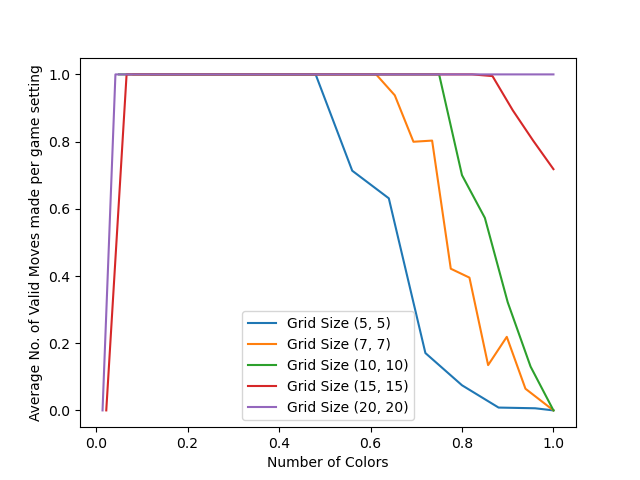 Average No. of Valid Moves made per game setting
1.0
0.8
0.6
0.4
0.2
0.0
Grid Size (5, 5)
Grid Size (7, 7)
Grid Size (10, 10)
Grid Size (15, 15)
Grid Size (20, 20)
0.0 0.2 0.4 0.6 0.8 1.0
Number of Colors